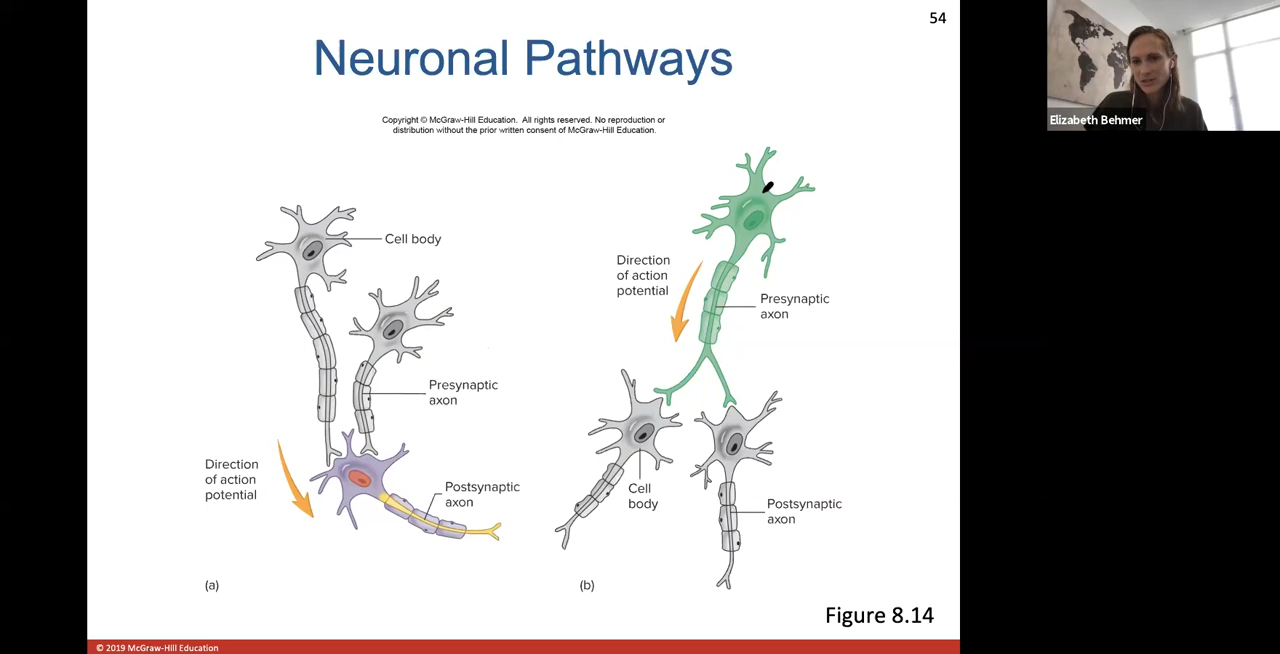 54
Neuronal Pathways
Copyright © McGraw-Hill Education. All rights reserved. No reproduction or
distribution without the prior written consent of McGraw-Hill Education.
Cell body
Presynaptic
axon
Direction
of action
potential
Postsynaptic
axon
(a)
Direction
of action
potential
Presynaptic
axon
Cell
body
Postsynaptic
axon
(b)
Figure 8.14
© 2019 McGraw-Hill Education
Elizabeth Behmer